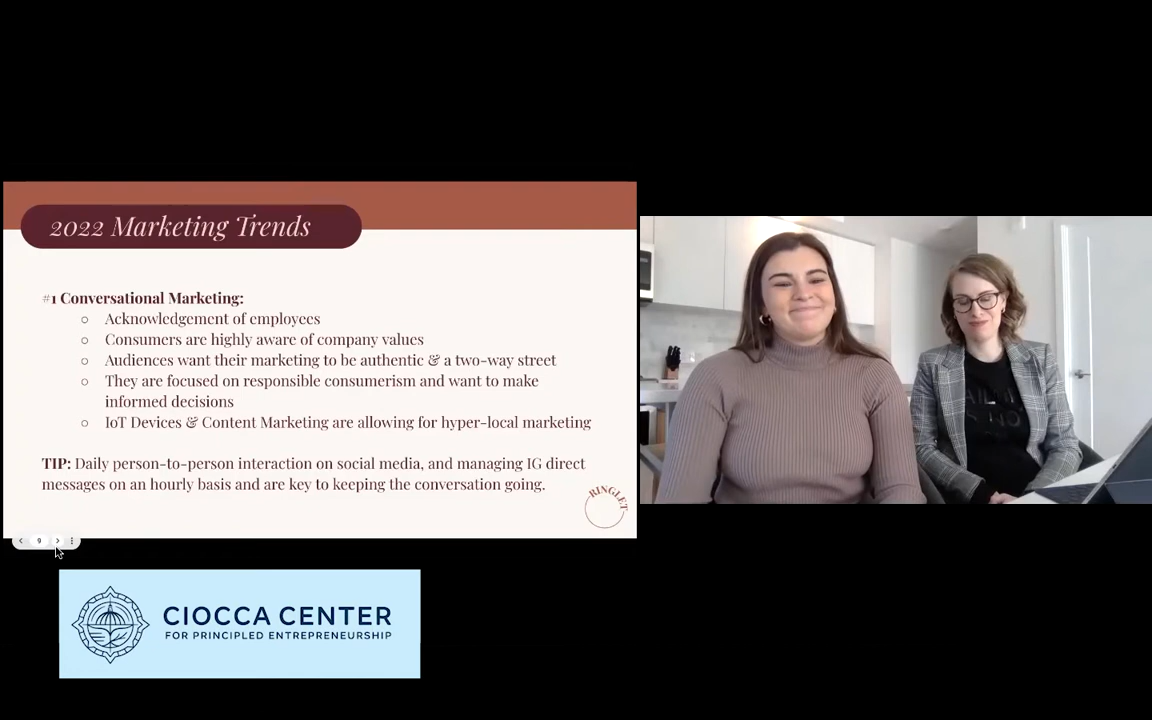 2022 Marketing Trends
#1 Conversational Marketing:
○ Acknowledgement of employees
○ Consumers are highly aware of company values
○ Audiences want their marketing to be authentic & a two-way street
○ They are focused on responsible consumerism and want to make
informed decisions
○ IoT Devices & Content Marketing are allowing for hyper-local marketing
TIP: Daily person-to-person interaction on social media, and managing IG direct
messages on an hourly basis and are key to keeping the conversation going.
RINGLET
9
CIOCCA CENTER
FOR PRINCIPLED ENTREPRENEURSHIP